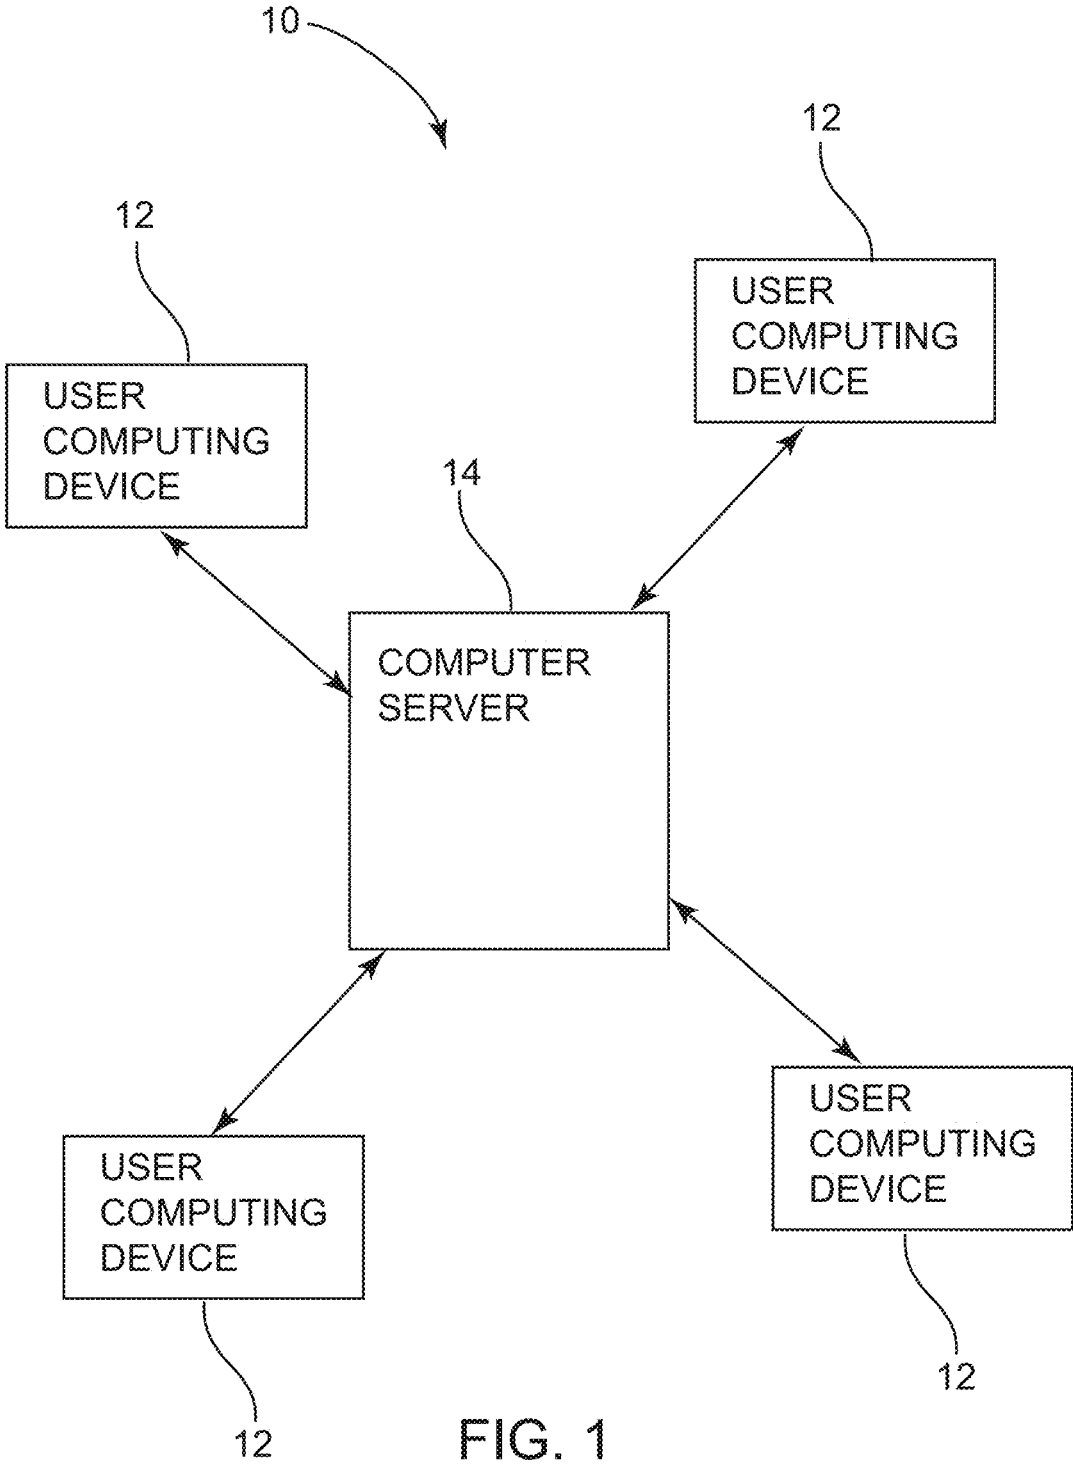 10
12
12
USER
COMPUTING
DEVICE
USER
COMPUTING
DEVICE
14
COMPUTER
SERVER
USER
COMPUTING
DEVICE
USER
COMPUTING
DEVICE
12
12
FIG. 1